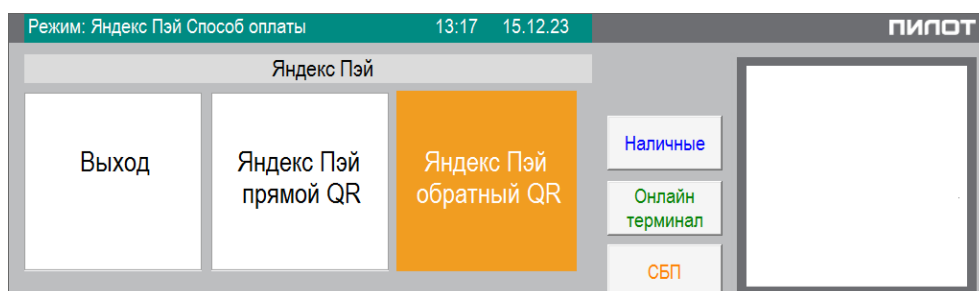 Режим: Яндекс Пэй Способ оплаты 13:17 15.12.23
ПИЛОТ
Яндекс Пэй
Выход
Яндекс Пэй
прямой QR
Яндекс Пэй
обратный QR
Наличные
Онлайн
терминал
СБП